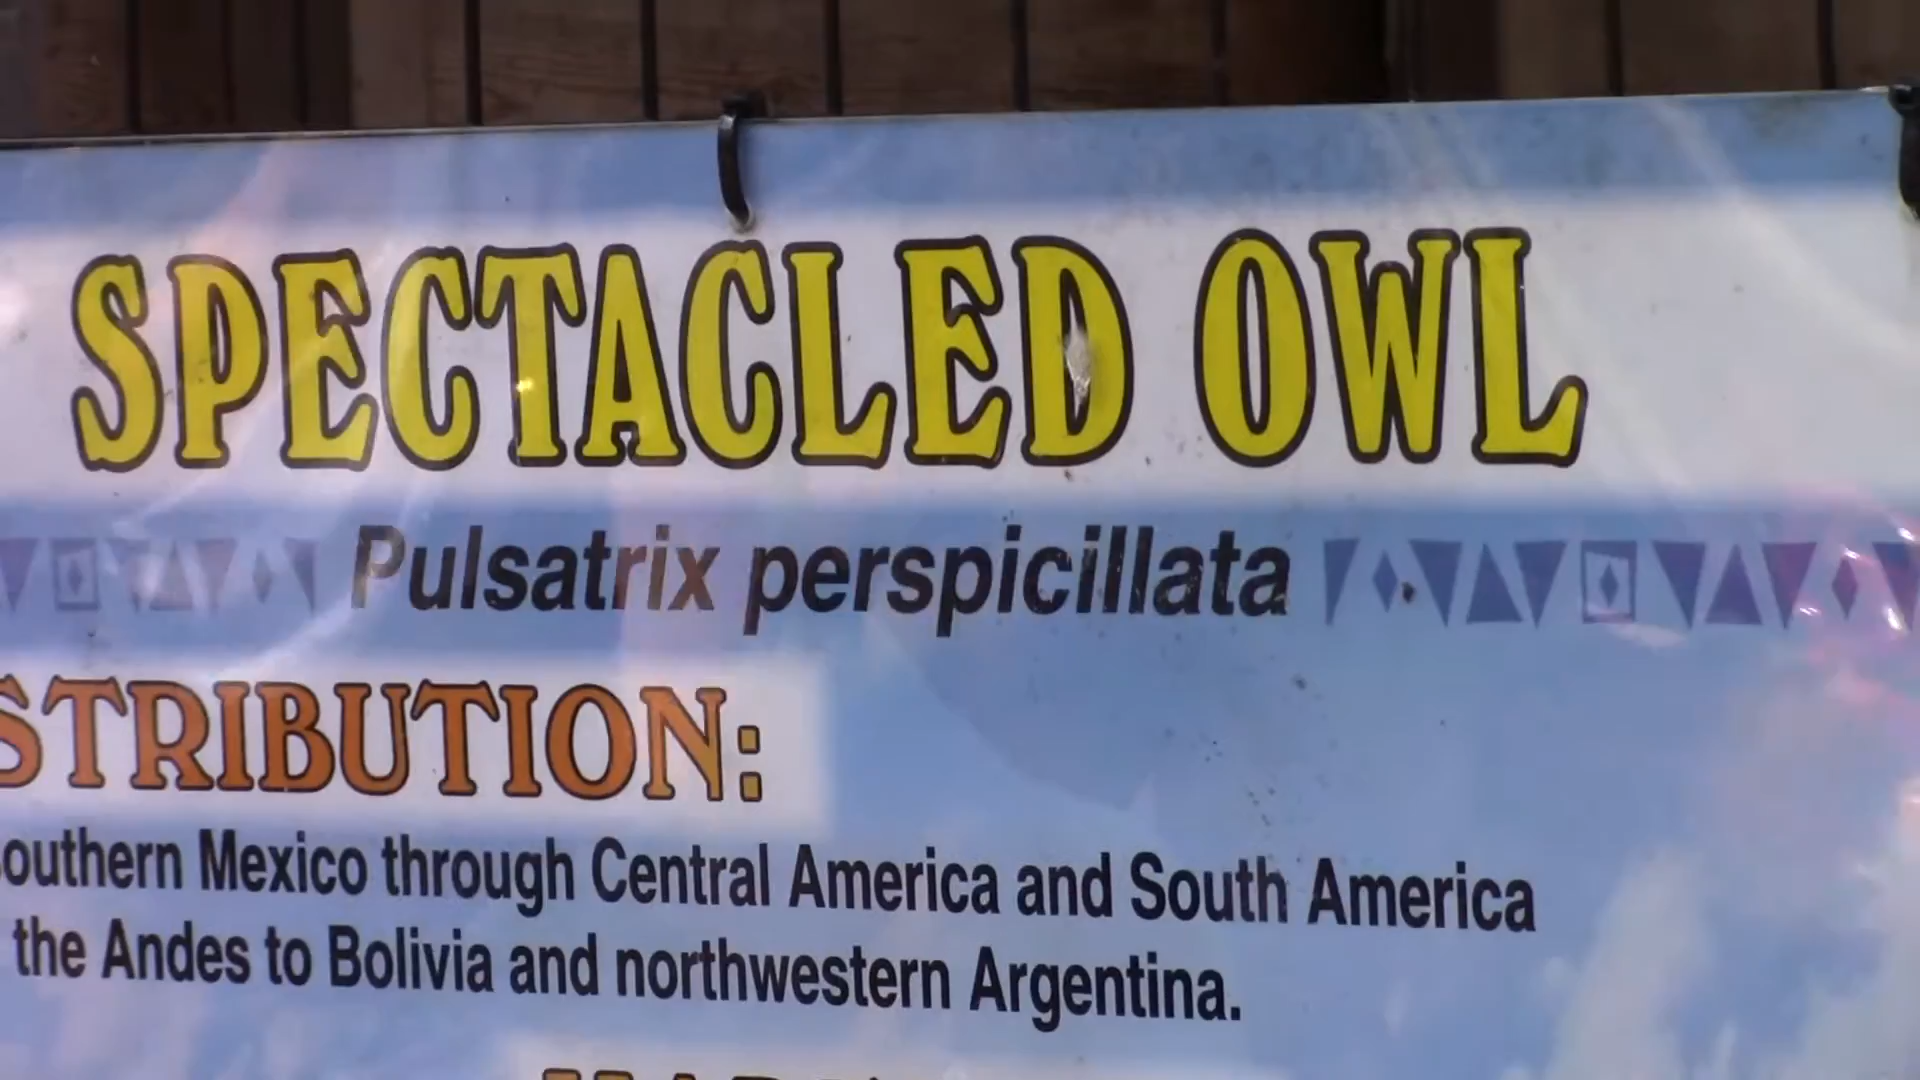 SPECTACLED OWL
Pulsatrix perspicillata
STRIBUTION:
outhern Mexico through Central America and South America
the Andes to Bolivia and northwestern Argentina.